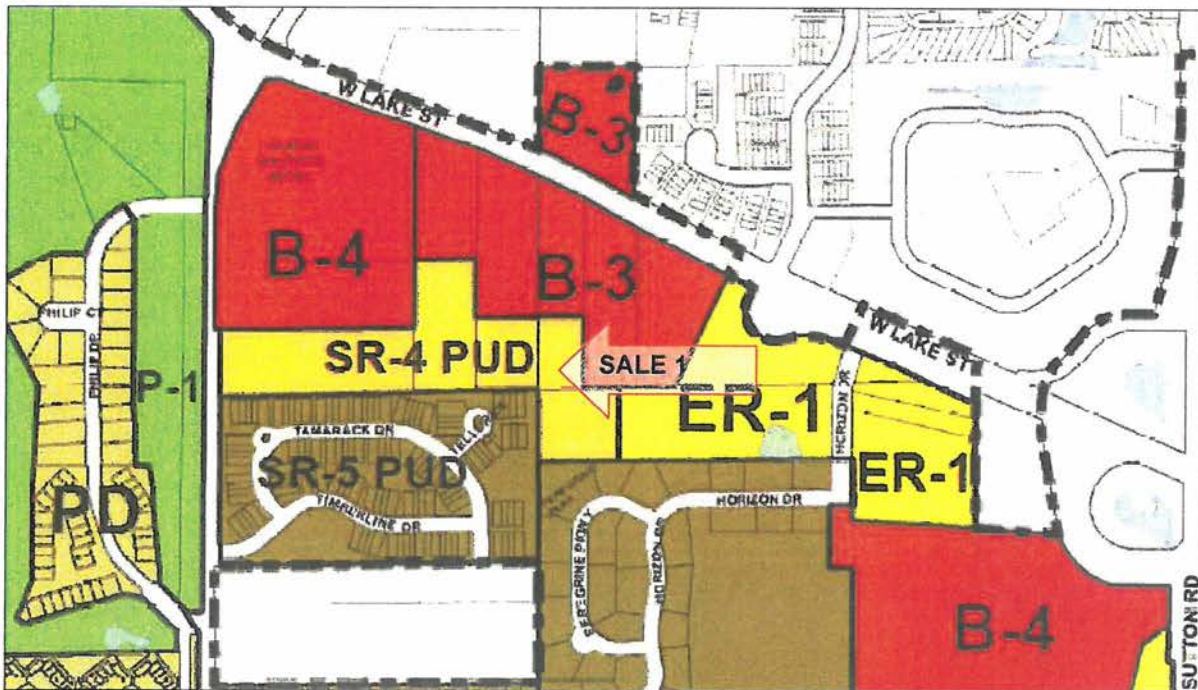 W LAKE ST
B-3
B-4
B-3
PHILIP CT
PHILIP DR
P-1
SR-4 PUD
SALE 1
W LAKE ST
ER-1
HORIZON DR
TAMARACK DR
SR-5 PUD
TIMBERLINE DR
PD
HORIZON DR
ER-1
PEREGRINE PKWY
HORIZON DR
B-4
SUTTON RD